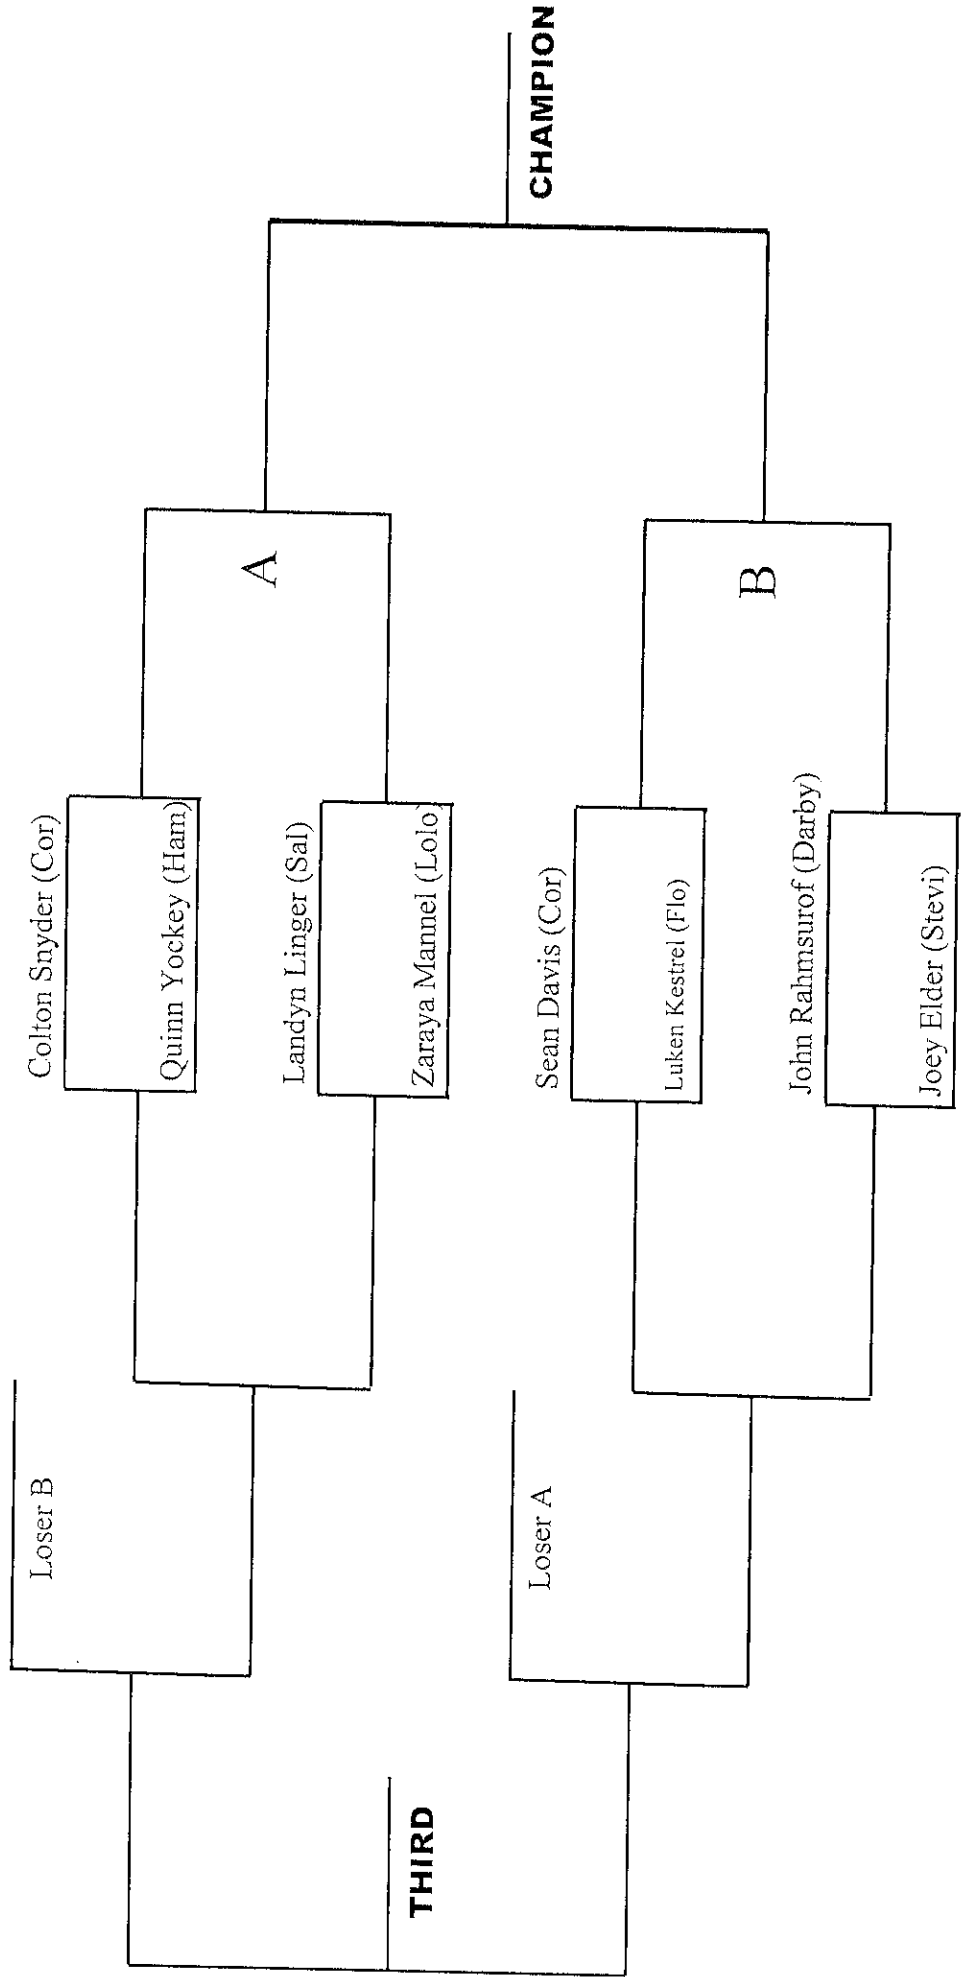 Colton Snyder (Cor)
Quinn Yockey (Ham)
Landyn Linger (Sal)
Zaraya Mannel (Lolo)
Sean Davis (Cor)
Luken Kestrel (Flo)
John Rahmsurof (Darby)
Joey Elder (Stevi)
A
B
CHAMPION
Loser B
Loser A
THIRD